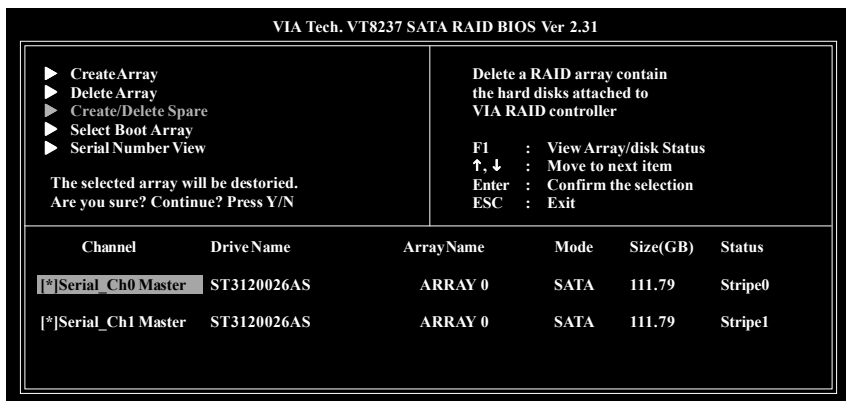 VIA Tech. VT8237 SATA RAID BIOS Ver 2.31
Create Array
Delete Array
Create/Delete Spare
Select Boot Array
Serial Number View
The selected array will be destoried.
Are you sure? Continue? Press Y/N
Delete a RAID array contain
the hard disks attached to
VIA RAID controller
F1 : View Array/disk Status
↑, ↓ : Move to next item
Enter : Confirm the selection
ESC : Exit
Channel Drive Name Array Name Mode Size(GB) Status
[*]Serial_Ch0 Master ST3120026AS ARRAY 0 SATA 111.79 Stripe0
[*]Serial_Ch1 Master ST3120026AS ARRAY 0 SATA 111.79 Stripe1